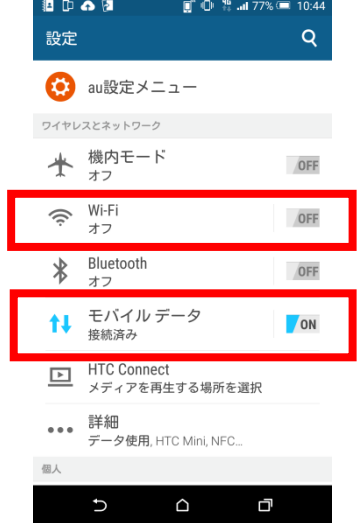 77% 10:44
設定
au設定メニュー
ワイヤレスとネットワーク
機内モード
オフ
OFF
Wi-Fi
オフ
OFF
Bluetooth
オフ
OFF
モバイル データ
接続済み
ON
HTC Connect
メディアを再生する場所を選択
詳細
データ使用, HTC Mini, NFC...
個人